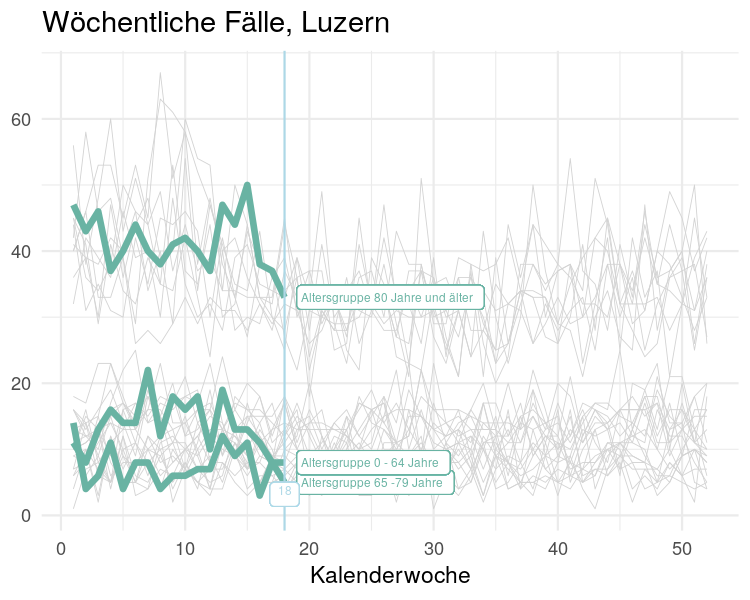 Wöchentliche Fälle, Luzern
60
40
Altersgruppe 80 Jahre und älter
20
Altersgruppe 0 - 64 Jahre
Altersgruppe 65 -79 Jahre
18
0
0 10 20 30 40 50
Kalenderwoche